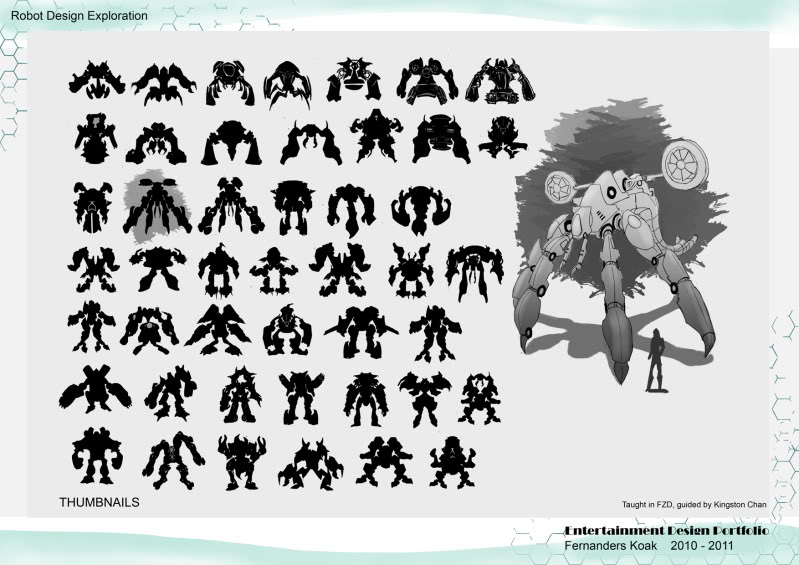 Robot Design Exploration
THUMBNAILS
Taught in FZD, guided by Kingston Chan
Entertainment Design Portfolio
Fernanders Koak 2010 - 2011